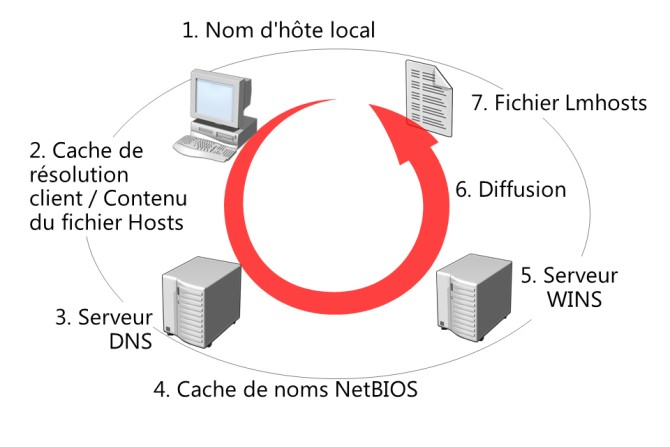 1. Nom d'hôte local
2. Cache de
résolution
client / Contenu
du fichier Hosts
3. Serveur
DNS
4. Cache de noms NetBIOS
5. Serveur
WINS
6. Diffusion
7. Fichier Lmhosts